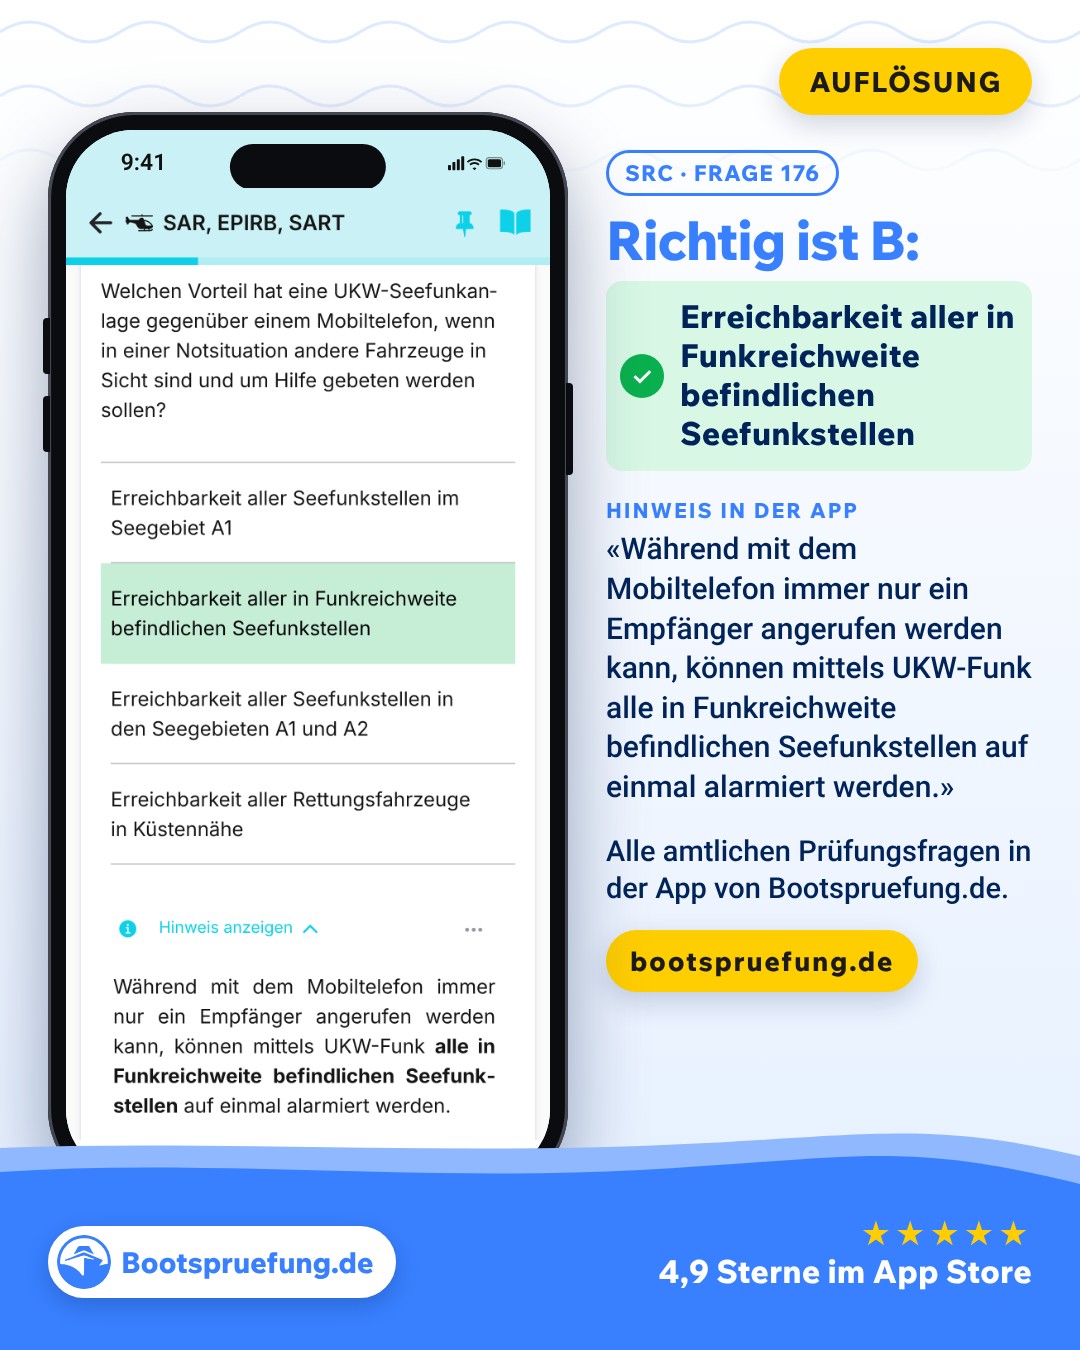 AUFLÖSUNG
9:41
SAR, EPIRB, SART
Welchen Vorteil hat eine UKW-Seefunkan-
lage gegenüber einem Mobiltelefon, wenn
in einer Notsituation andere Fahrzeuge in
Sicht sind und um Hilfe gebeten werden
sollen?
Erreichbarkeit aller Seefunkstellen im
Seegebiet A1
Erreichbarkeit aller in Funkreichweite
befindlichen Seefunkstellen
Erreichbarkeit aller Seefunkstellen in
den Seegebieten A1 und A2
Erreichbarkeit aller Rettungsfahrzeuge
in Küstennähe
Hinweis anzeigen
Während mit dem Mobiltelefon immer
nur ein Empfänger angerufen werden
kann, können mittels UKW-Funk alle in
Funkreichweite befindlichen Seefunk-
stellen auf einmal alarmiert werden.
SRC · FRAGE 176
Richtig ist B:
Erreichbarkeit aller in
Funkreichweite
befindlichen
Seefunkstellen
HINWEIS IN DER APP
«Während mit dem
Mobiltelefon immer nur ein
Empfänger angerufen werden
kann, können mittels UKW-Funk
alle in Funkreichweite
befindlichen Seefunkstellen auf
einmal alarmiert werden.»
Alle amtlichen Prüfungsfragen in
der App von Bootspruefung.de.
bootspruefung.de
Bootspruefung.de
★★★★★
4,9 Sterne im App Store